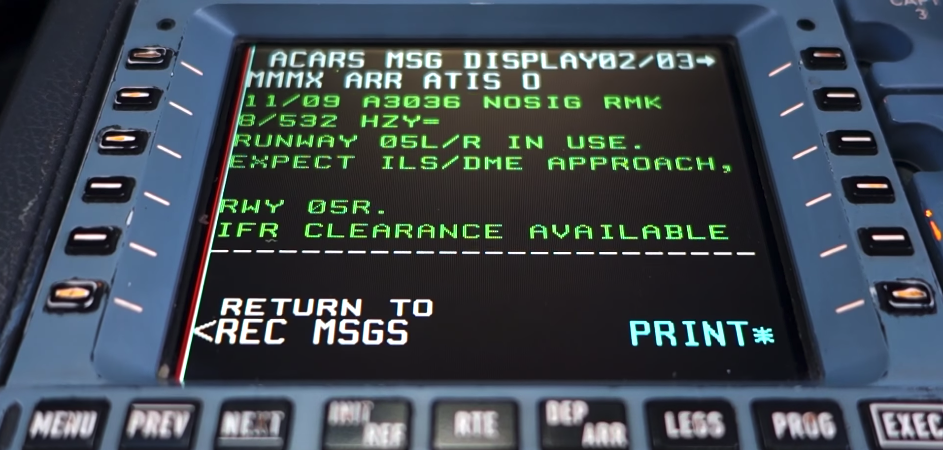 ACARS MSG DISPLAY02/03→
MMMX ARR ATIS O
11/09 A3036 NOSIG RMK
8/532 HZY=
RUNWAY 05L/R IN USE.
EXPECT ILS/DME APPROACH,
RWY 05R.
IFR CLEARANCE AVAILABLE
------------------------
RETURN TO
<REC MSGS PRINT*
MENU PREV NEXT INIT REF RTE DEP ARR LEGS PROG EXEC
3